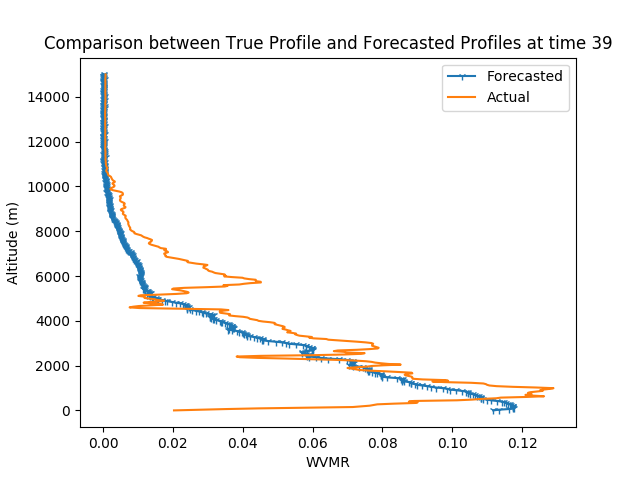 Comparison between True Profile and Forecasted Profiles at time 39
Forecasted
Actual
14000
12000
10000
8000
6000
4000
2000
0
Altitude (m)
0.00 0.02 0.04 0.06 0.08 0.10 0.12
WVMR